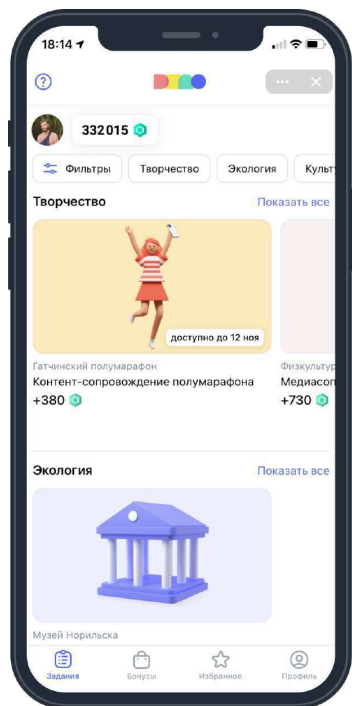 18:14
332015
Фильтры
Творчество
Экология
Культ
Творчество
Показать все
доступно до 12 ноя
Гатчинский полумарафон
Контент-сопровождение полумарафона
+380
Физкультур
Медиасоп
+730
Экология
Показать все
Музей Норильска
Задания
Бонусы
Избранное
Профиль